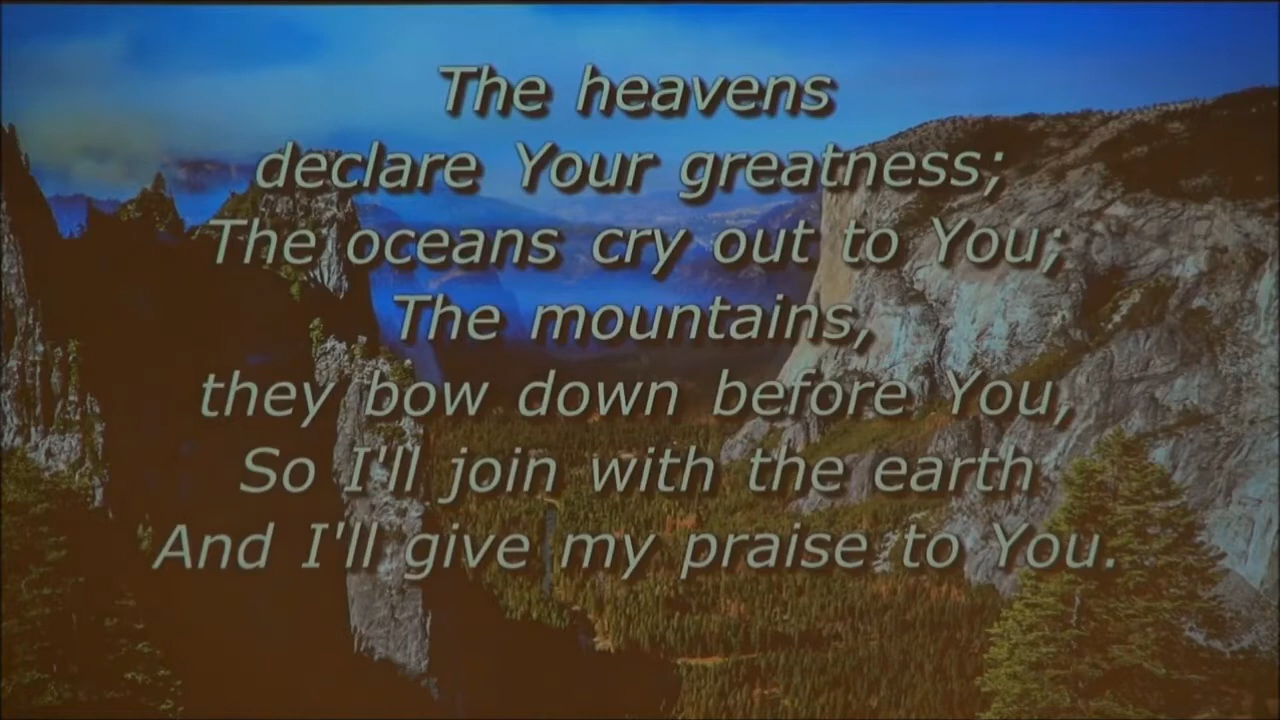 The heavens
declare Your greatness;
The oceans cry out to You;
The mountains,
they bow down before You,
So I'll join with the earth
And I'll give my praise to You.